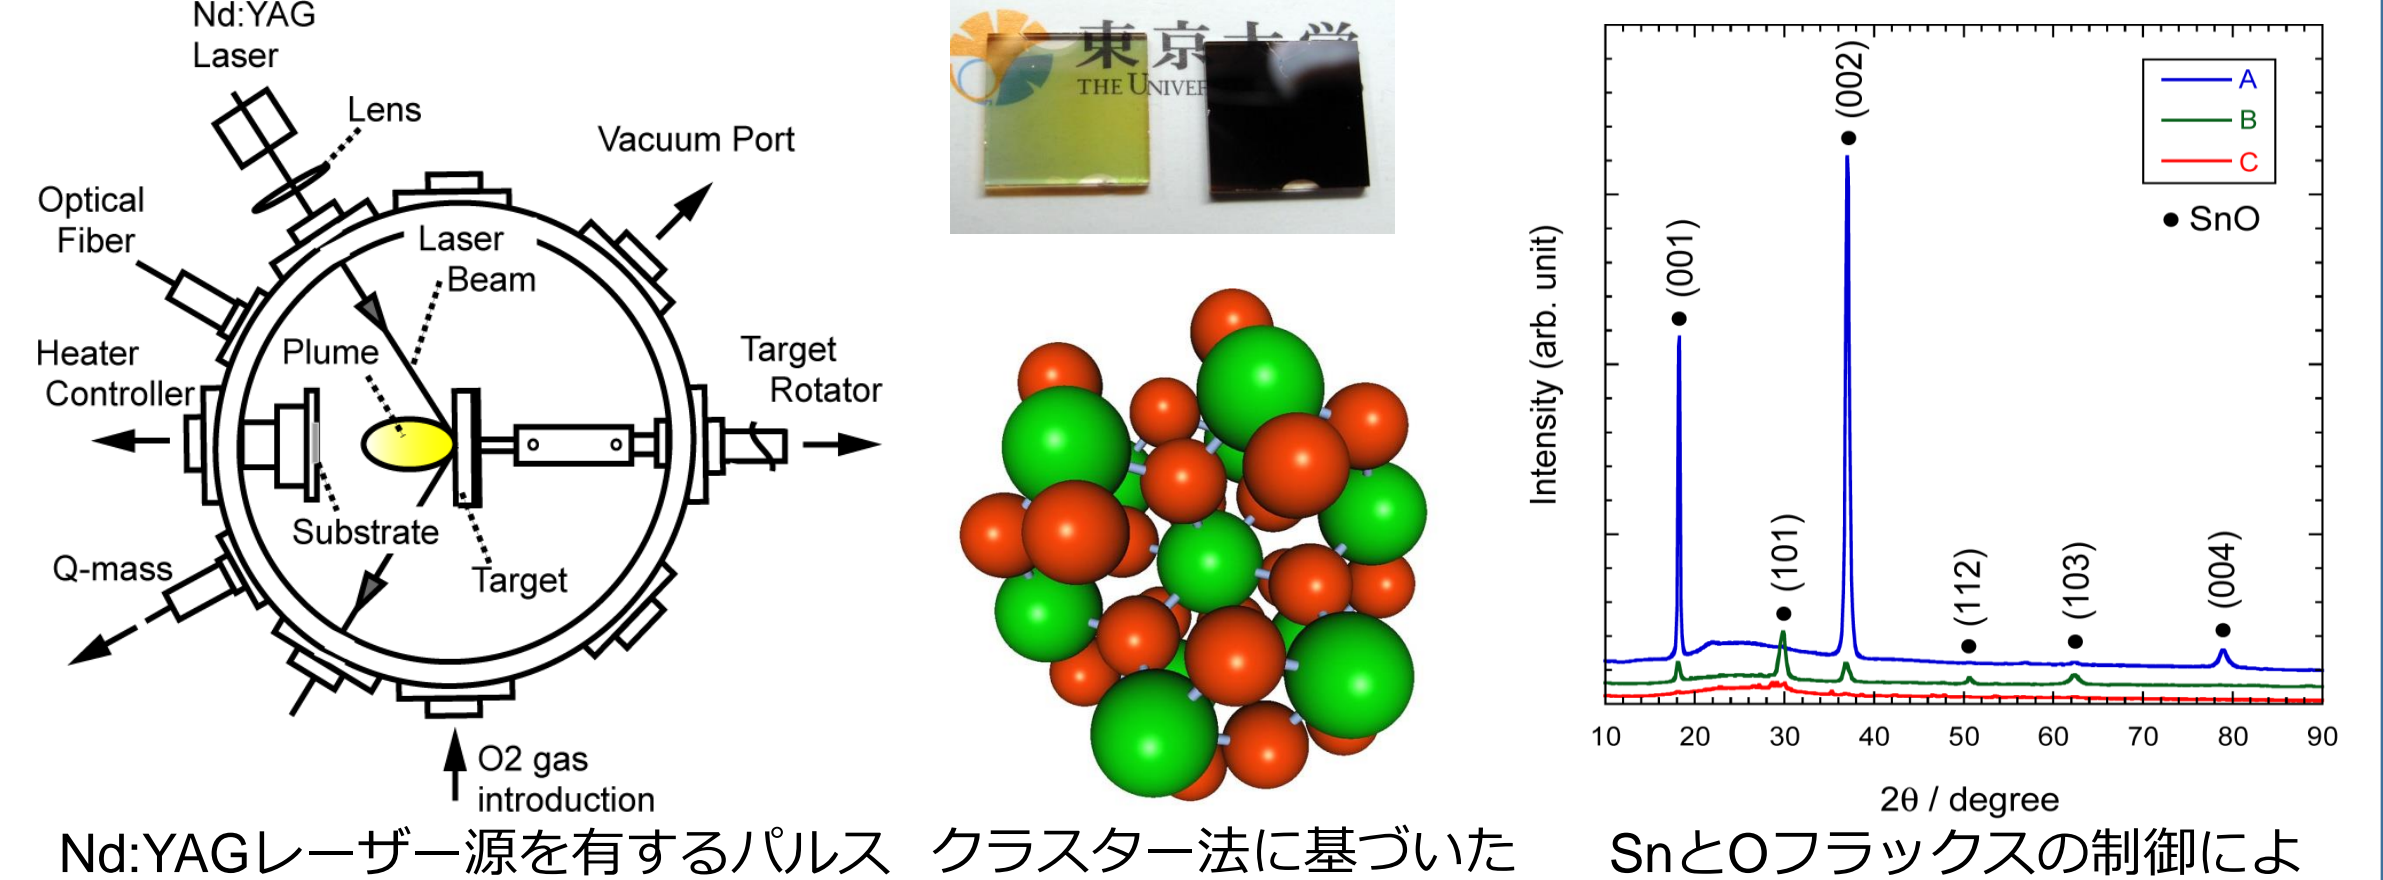 Nd:YAG
Laser
Lens
Vacuum Port
Optical
Fiber
Laser
Beam
Heater
Controller
Plume
Target
Rotator
Substrate
Q-mass
Target
O2 gas
introduction
Nd:YAGレーザー源を有するパルス
東京大学
THE UNIVER
クラスター法に基づいた
A
B
C
● SnO
(001)
(101)
(002)
(112)
(103)
(004)
Intensity (arb. unit)
10 20 30 40 50 60 70 80 90
2θ / degree
SnとOフラックスの制御によ